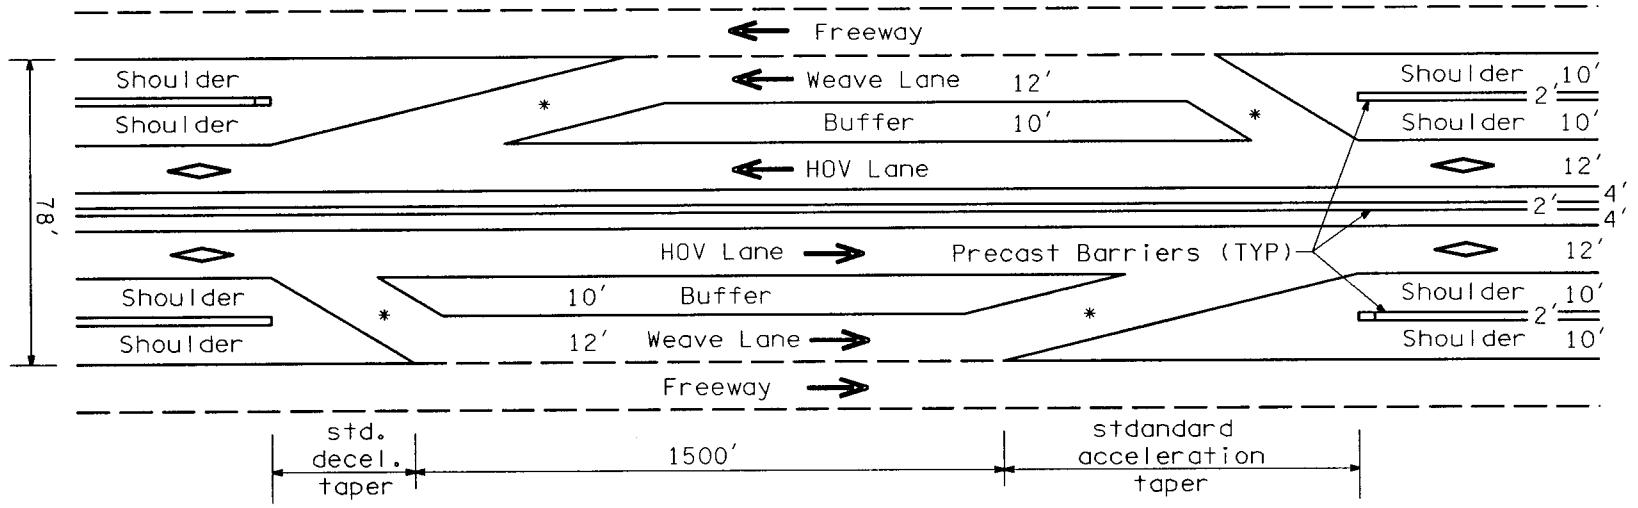 Freeway
Shoulder
Weave Lane 12'
Shoulder 10'
*
*
2'
Shoulder
Buffer 10'
Shoulder 10'
HOV Lane
12'
4'
2'
4'
78'
HOV Lane
Precast Barriers (TYP)
12'
Shoulder
10' Buffer
Shoulder 10'
*
*
2'
Shoulder
12' Weave Lane
Shoulder 10'
Freeway
std.
decel.
taper
1500'
stdandard
acceleration
taper